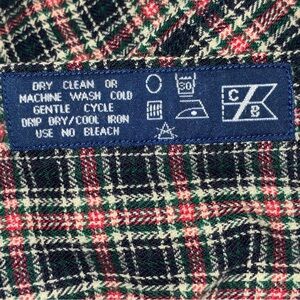 DRY CLEAN OR
MACHINE WASH COLD
GENTLE CYCLE
DRIP DRY/COOL IRON
USE NO BLEACH
50
C B